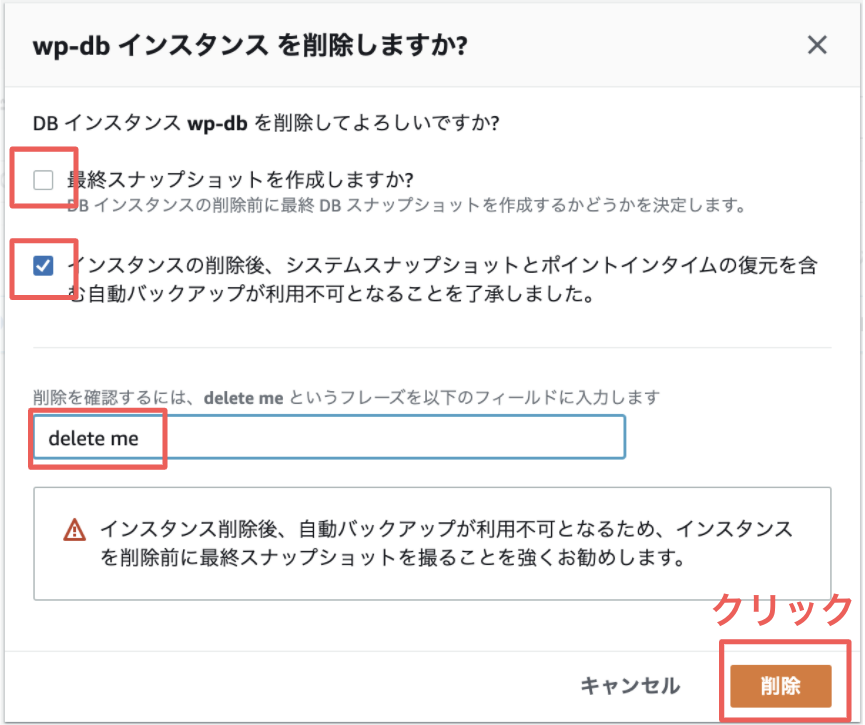 wp-db インスタンス を削除しますか?
DB インスタンス wp-db を削除してよろしいですか?
最終スナップショットを作成しますか?
DB インスタンスの削除前に最終 DB スナップショットを作成するかどうかを決定します。
インスタンスの削除後、システムスナップショットとポイントインタイムの復元を含
む自動バックアップが利用不可となることを了承しました。
削除を確認するには、delete me というフレーズを以下のフィールドに入力します
delete me
インスタンス削除後、自動バックアップが利用不可となるため、インスタンス
を削除前に最終スナップショットを撮ることを強くお勧めします。
クリック
キャンセル
削除